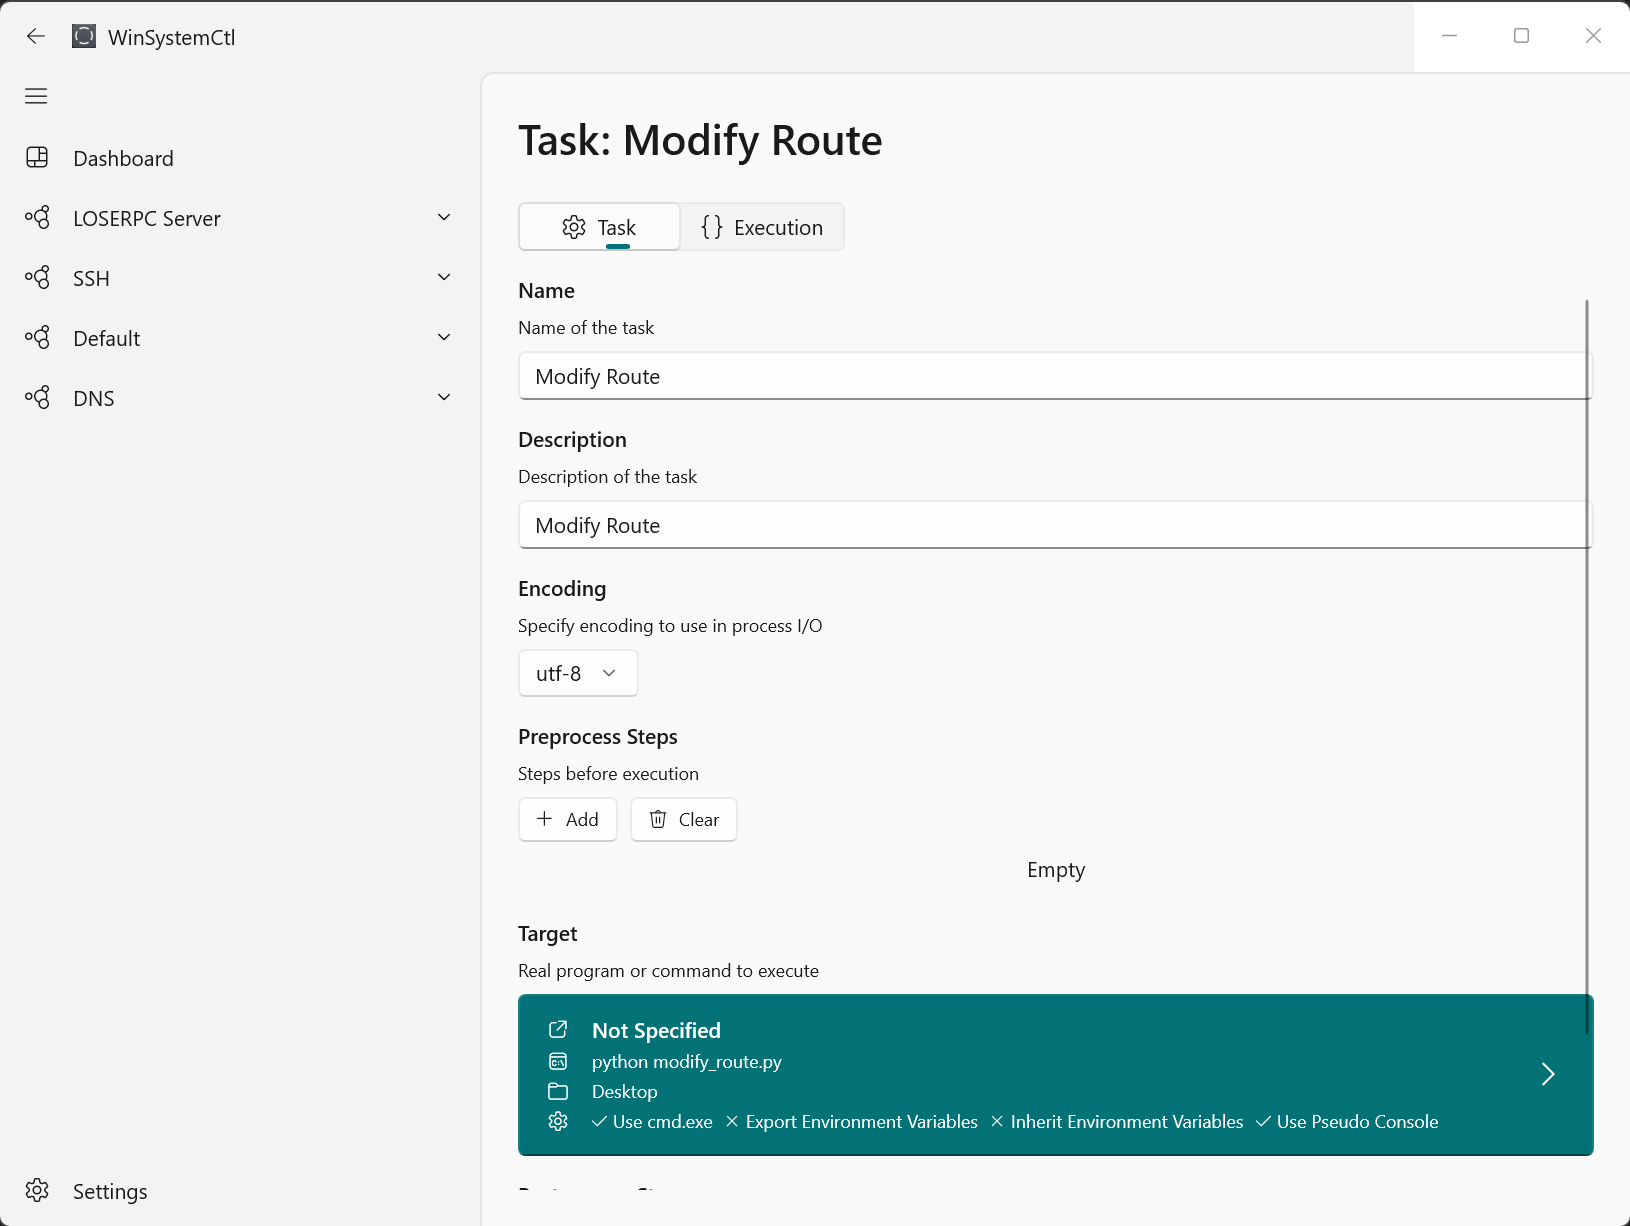 WinSystemCtl
Dashboard
LOSERPC Server
SSH
Default
DNS
Settings
Task: Modify Route
Task
{} Execution
Name
Name of the task
Modify Route
Description
Description of the task
Modify Route
Encoding
Specify encoding to use in process I/O
utf-8
Preprocess Steps
Steps before execution
+ Add
Clear
Empty
Target
Real program or command to execute
Not Specified
python modify_route.py
Desktop
Use cmd.exe Export Environment Variables Inherit Environment Variables Use Pseudo Console